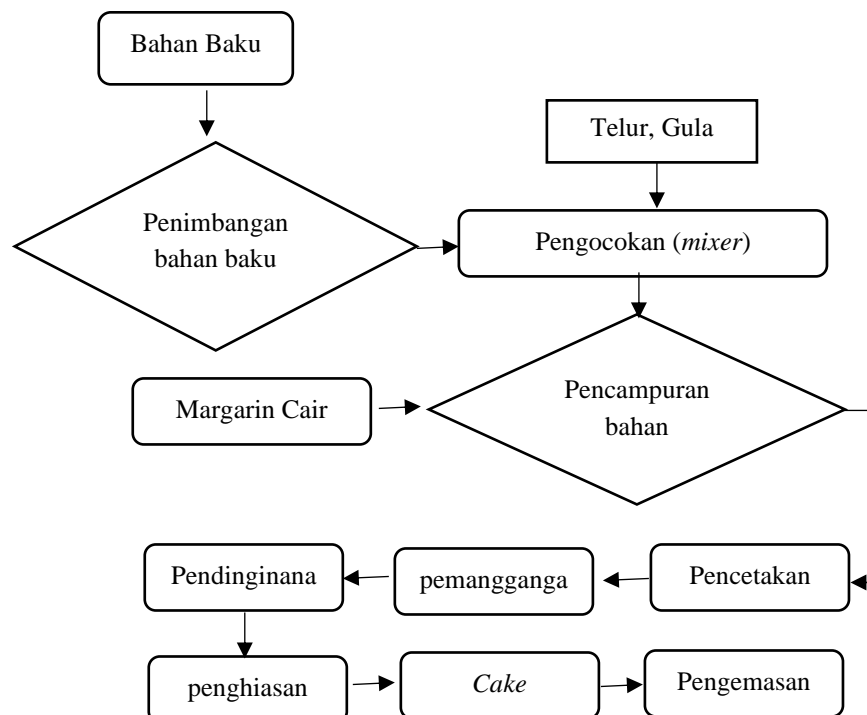 Bahan Baku
Telur, Gula
Penimbangan
bahan baku
Pengocokan (mixer)
Margarin Cair
Pencampuran
bahan
Pendinginana
pemangganga
Pencetakan
penghiasan
Cake
Pengemasan